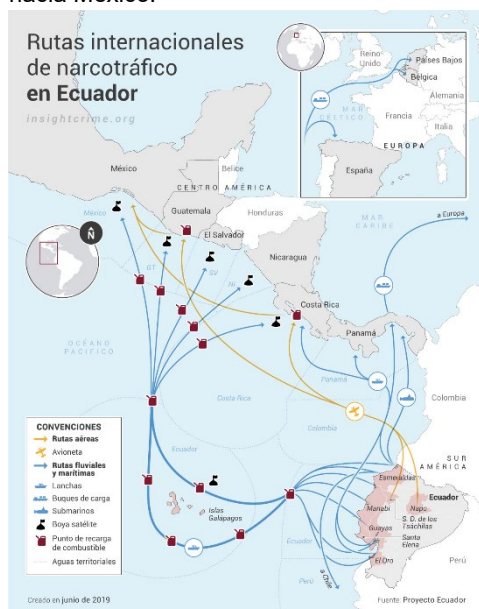 hacia México.
Rutas internacionales
de narcotráfico
en Ecuador
insightcrime.org
Reino
Unido
Países Bajos
Bélgica
Alemania
MAR
CÉLTICO
Francia
Italia
EUROPA
España
México
Belice
CENTRO AMÉRICA
Guatemala
Honduras
MAR
CARIBE
a Europa
México
El Salvador
Nicaragua
Ñ
GT
SV
NI
Costa Rica
Panamá
OCÉANO
PACÍFICO
Panamá
Colombia
Costa Rica
Colombia
CONVENCIONES
Rutas aéreas
Avioneta
Rutas fluviales
y marítimas
Lanchas
Buques de carga
Submarinos
Boya satélite
Punto de recarga
de combustible
Aguas territoriales
SUR
AMÉRICA
Ecuador
Esmeraldas
Ecuador
Manabí
Napo
Islas
Galápagos
S. D. de los
Tsáchilas
Guayas
Santa
Elena
Ecuador
El Oro
Perú
a Chile
Perú
Creado en junio de 2019
Fuente: Proyecto Ecuador